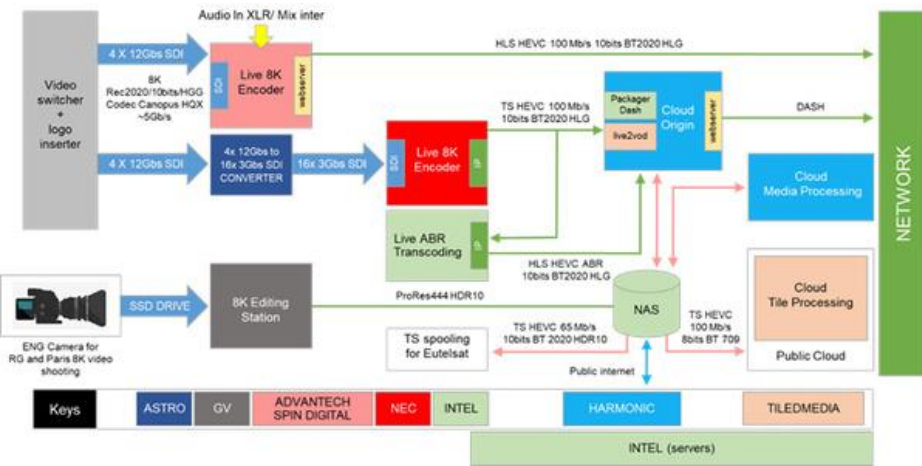 Audio In XLR/ Mix inter
Video
switcher
+
logo
inserter
4 X 12Gbs SDI
8K
Rec2020/10bits/HGG
Codec Canopus HQX
~5Gb/s
SDI
Live 8K
Encoder
webserver
HLS HEVC 100 Mb/s 10bits BT2020 HLG
4 X 12Gbs SDI
4x 12Gbs to
16x 3Gbs SDI
CONVERTER
16x 3Gbs SDI
SDI
Live 8K
Encoder
IP
TS HEVC 100 Mb/s
10bits BT2020 HLG
Packager
Dash
live2vod
Cloud
Origin
webserver
DASH
Cloud
Media Processing
NETWORK
Live ABR
Transcoding
IP
HLS HEVC ABR
10bits BT2020 HLG
SSD DRIVE
8K Editing
Station
ProRes444 HDR10
NAS
Cloud
Tile Processing
Public Cloud
ENG Camera for
RG and Paris 8K video
shooting
TS spooling
for Eutelsat
TS HEVC 65 Mb/s
10bits BT 2020 HDR10
TS HEVC
100 Mb/s
8bits BT 709
Public internet
Keys
ASTRO
GV
ADVANTECH
SPIN DIGITAL
NEC
INTEL
HARMONIC
TILEDMEDIA
INTEL (servers)